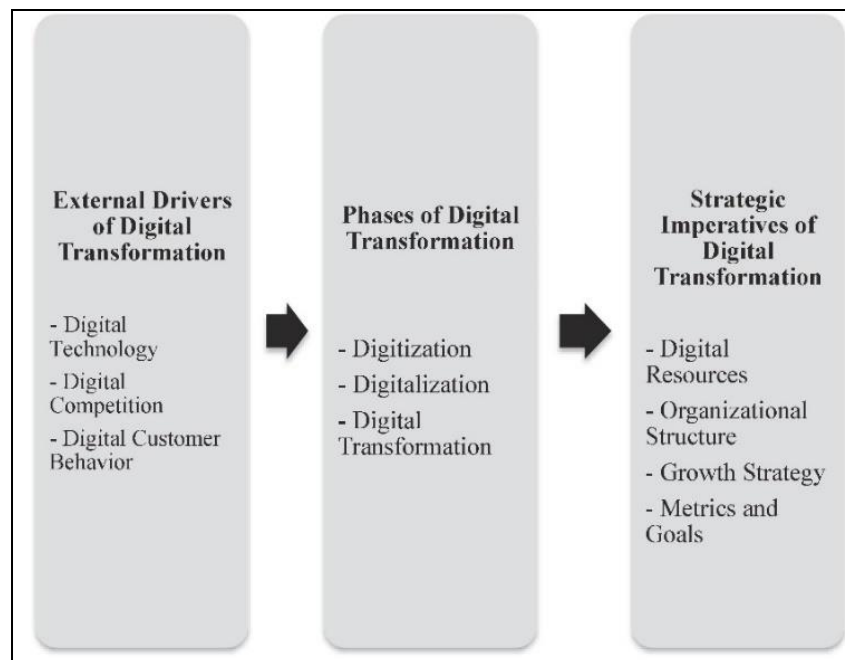 External Drivers
of Digital
Transformation
- Digital
Technology
- Digital
Competition
- Digital Customer
Behavior
Phases of Digital
Transformation
- Digitization
- Digitalization
- Digital
Transformation
Strategic
Imperatives of
Digital
Transformation
- Digital
Resources
- Organizational
Structure
- Growth Strategy
- Metrics and
Goals